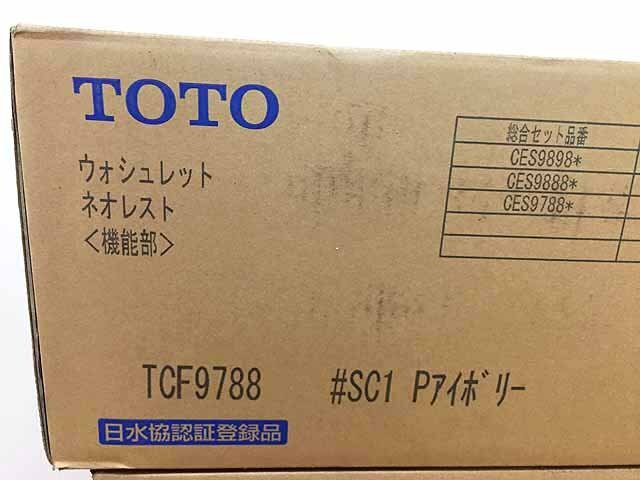 TOTO
ウォシュレット
ネオレスト
〈機能部〉
総合セット品番
CES9898*
CES9888*
CES9788*
TCF9788 #SC1 Pアイボリー
日水協認証登録品